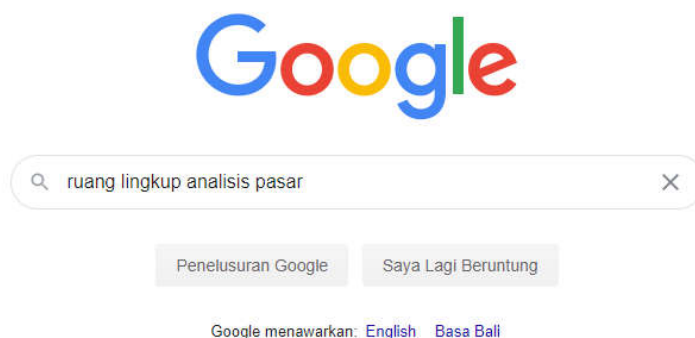 Google
ruang lingkup analisis pasar
Penelusuran Google Saya Lagi Beruntung
Google menawarkan: English Basa Bali